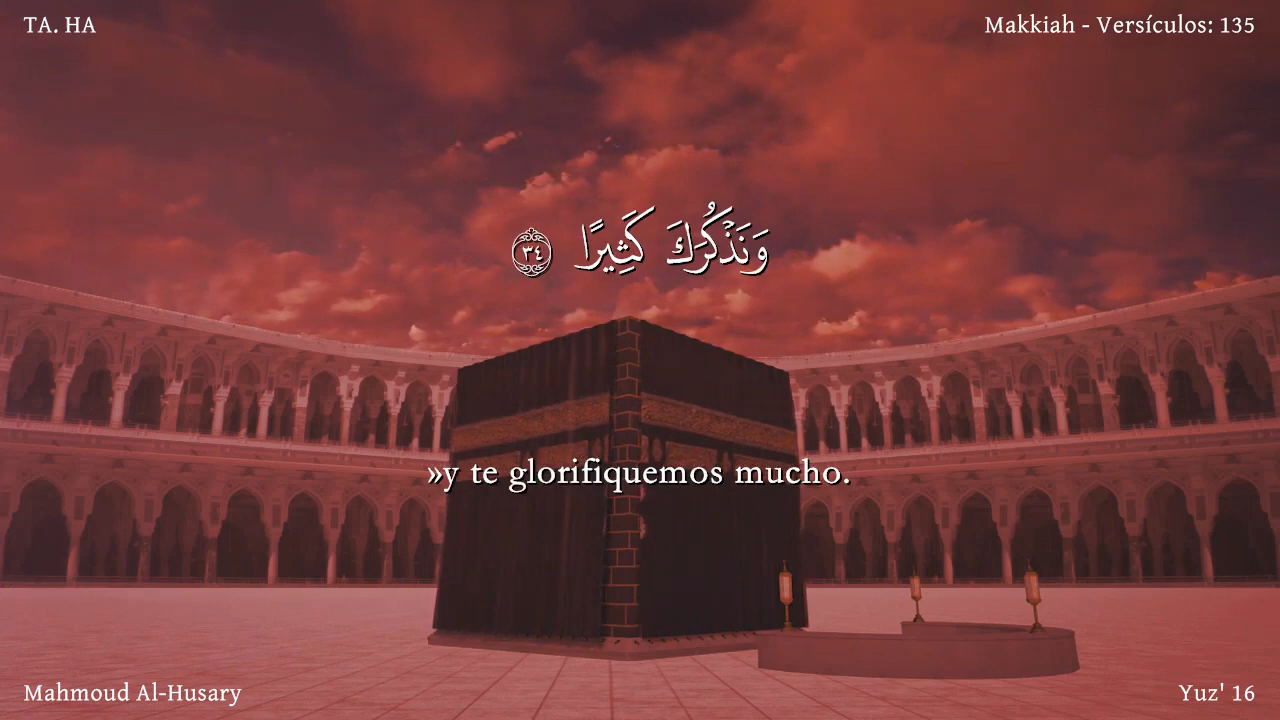 TA. HA
Makkiah - Versículos: 135
وَنَذْكُرَكَ كَثِيرًا ٣٤
»y te glorifiquemos mucho.
Mahmoud Al-Husary
Yuz' 16